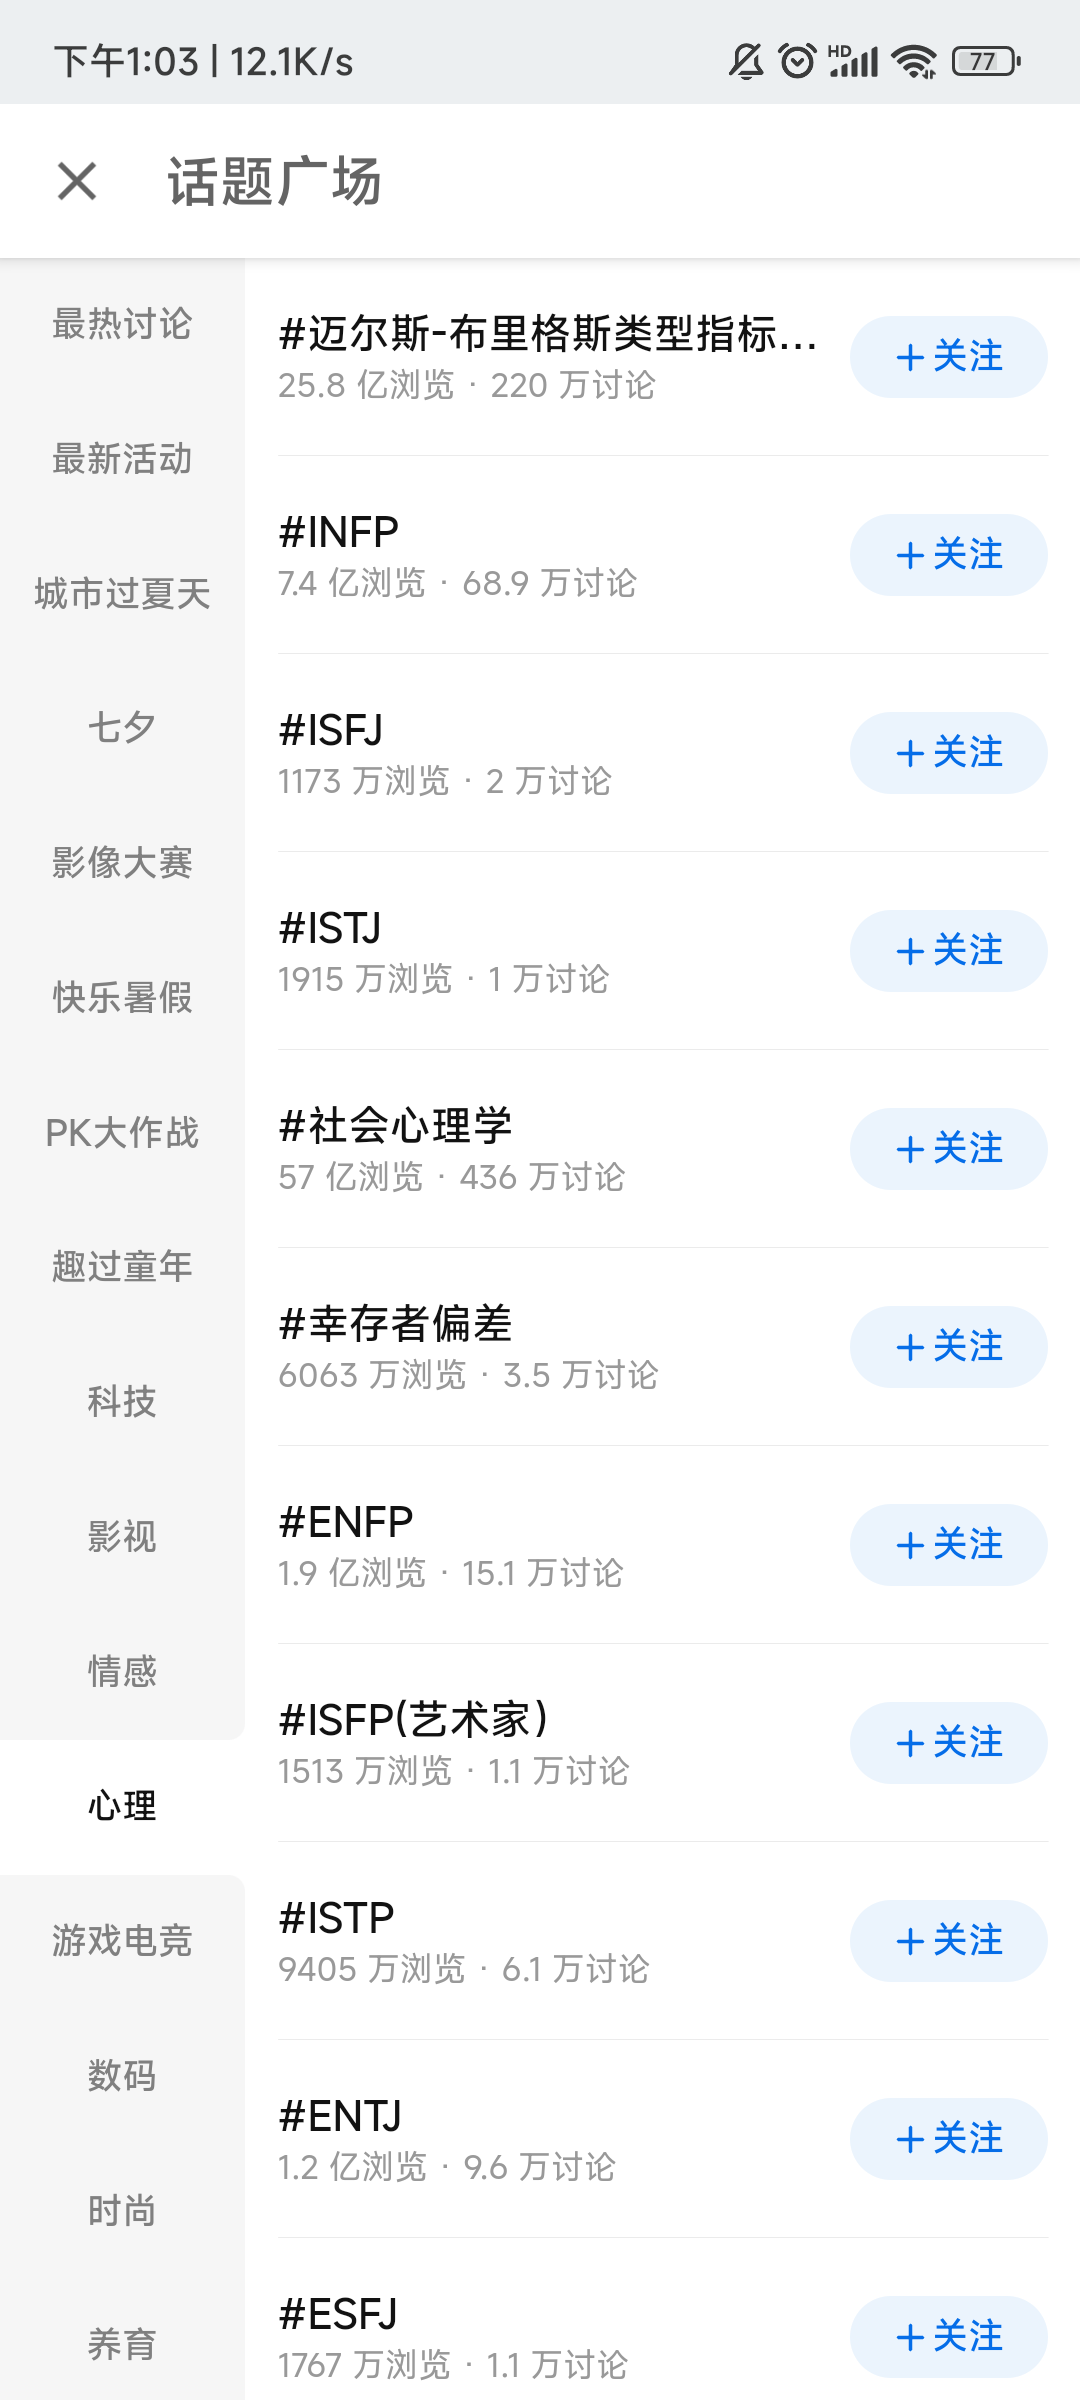 下午1:03 | 12.1K/s
HD
77
话题广场
最热讨论
最新活动
城市过夏天
七夕
影像大赛
快乐暑假
PK大作战
趣过童年
科技
影视
情感
心理
游戏电竞
数码
时尚
养育
#迈尔斯-布里格斯类型指标...
25.8 亿浏览 · 220 万讨论
+关注
#INFP
7.4 亿浏览 · 68.9 万讨论
+关注
#ISFJ
1173 万浏览 · 2 万讨论
+关注
#ISTJ
1915 万浏览 · 1 万讨论
+关注
#社会心理学
57 亿浏览 · 436 万讨论
+关注
#幸存者偏差
6063 万浏览 · 3.5 万讨论
+关注
#ENFP
1.9 亿浏览 · 15.1 万讨论
+关注
#ISFP(艺术家）
1513 万浏览 · 1.1 万讨论
+关注
#ISTP
9405 万浏览 · 6.1 万讨论
+关注
#ENTJ
1.2 亿浏览 · 9.6 万讨论
+关注
#ESFJ
1767 万浏览 · 1.1 万讨论
+关注